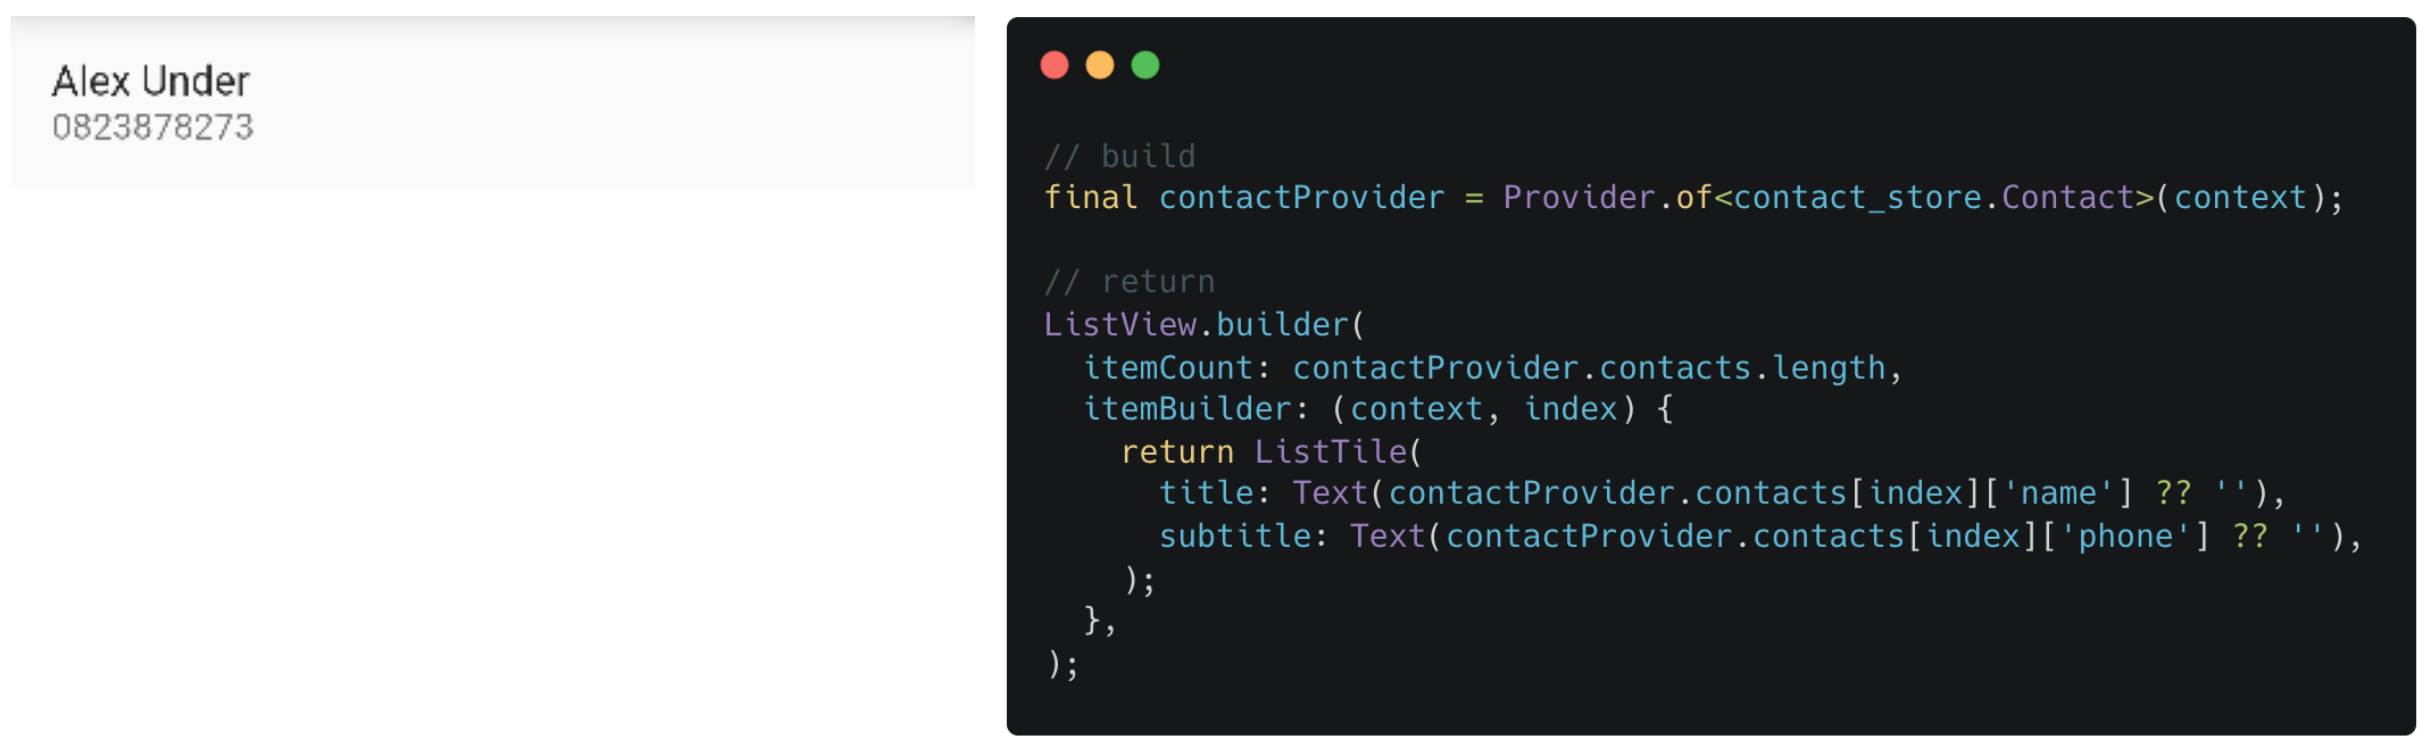 Alex Under
0823878273
// build
final contactProvider = Provider.of<contact_store.Contact>(context);
// return
ListView.builder(
  itemCount: contactProvider.contacts.length,
  itemBuilder: (context, index) {
    return ListTile(
      title: Text(contactProvider.contacts[index]['name'] ?? ''),
      subtitle: Text(contactProvider.contacts[index]['phone'] ?? ''),
    );
  },
);